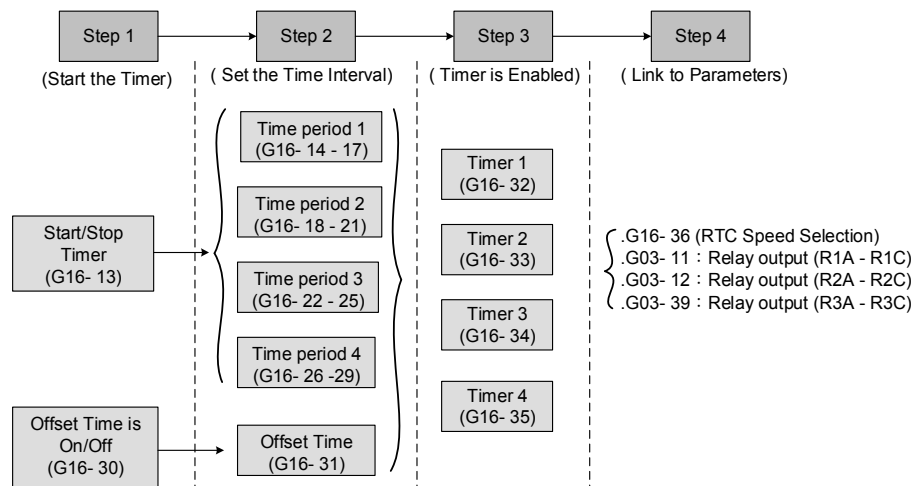 Step 1
Step 2
Step 3
Step 4
(Start the Timer)
( Set the Time Interval)
( Timer is Enabled)
( Link to Parameters)
Start/Stop
Timer
(G16- 13)
Offset Time is
On/Off
(G16- 30)
Time period 1
(G16- 14 - 17)
Time period 2
(G16- 18 - 21)
Time period 3
(G16- 22 - 25)
Time period 4
(G16- 26 -29)
Offset Time
(G16- 31)
Timer 1
(G16- 32)
Timer 2
(G16- 33)
Timer 3
(G16- 34)
Timer 4
(G16- 35)
.G16- 36 (RTC Speed Selection)
.G03- 11：Relay output (R1A - R1C)
.G03- 12：Relay output (R2A - R2C)
.G03- 39：Relay output (R3A - R3C)